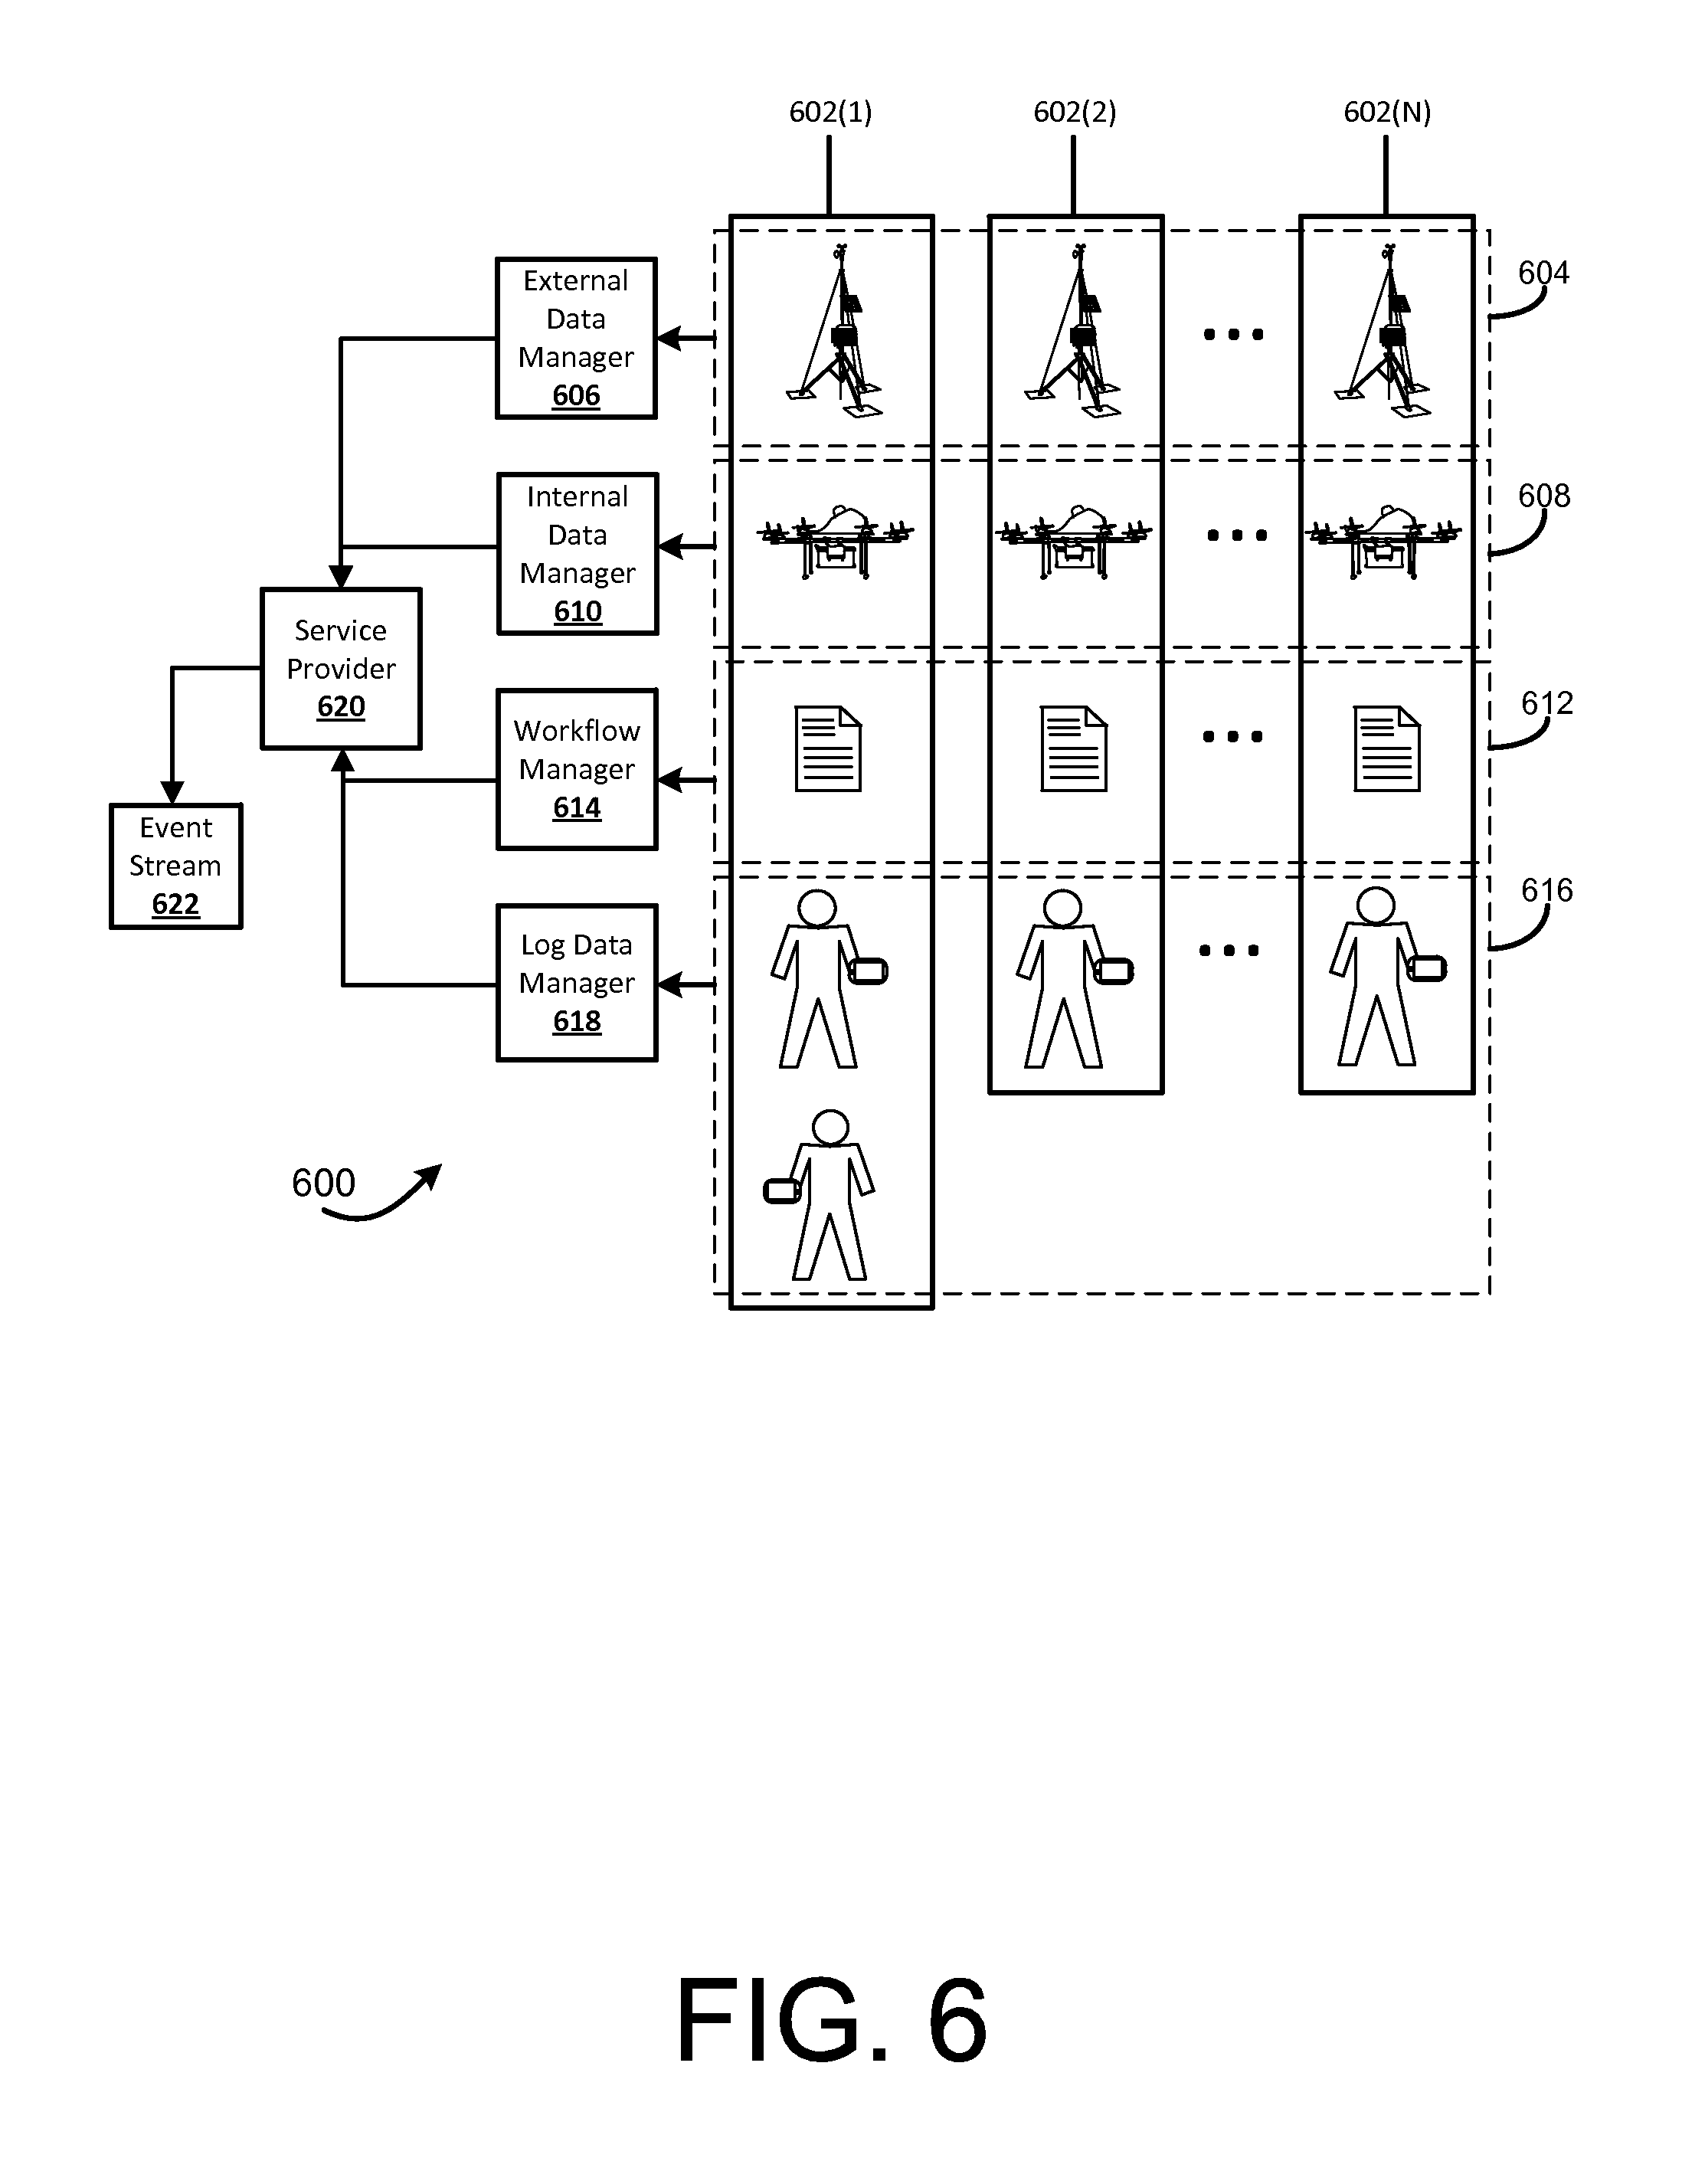 602(1)
602(2)
602(N)
External
Data
Manager
606
604
Internal
Data
Manager
610
608
Service
Provider
620
Workflow
Manager
614
612
Event
Stream
622
Log Data
Manager
618
616
600
FIG. 6